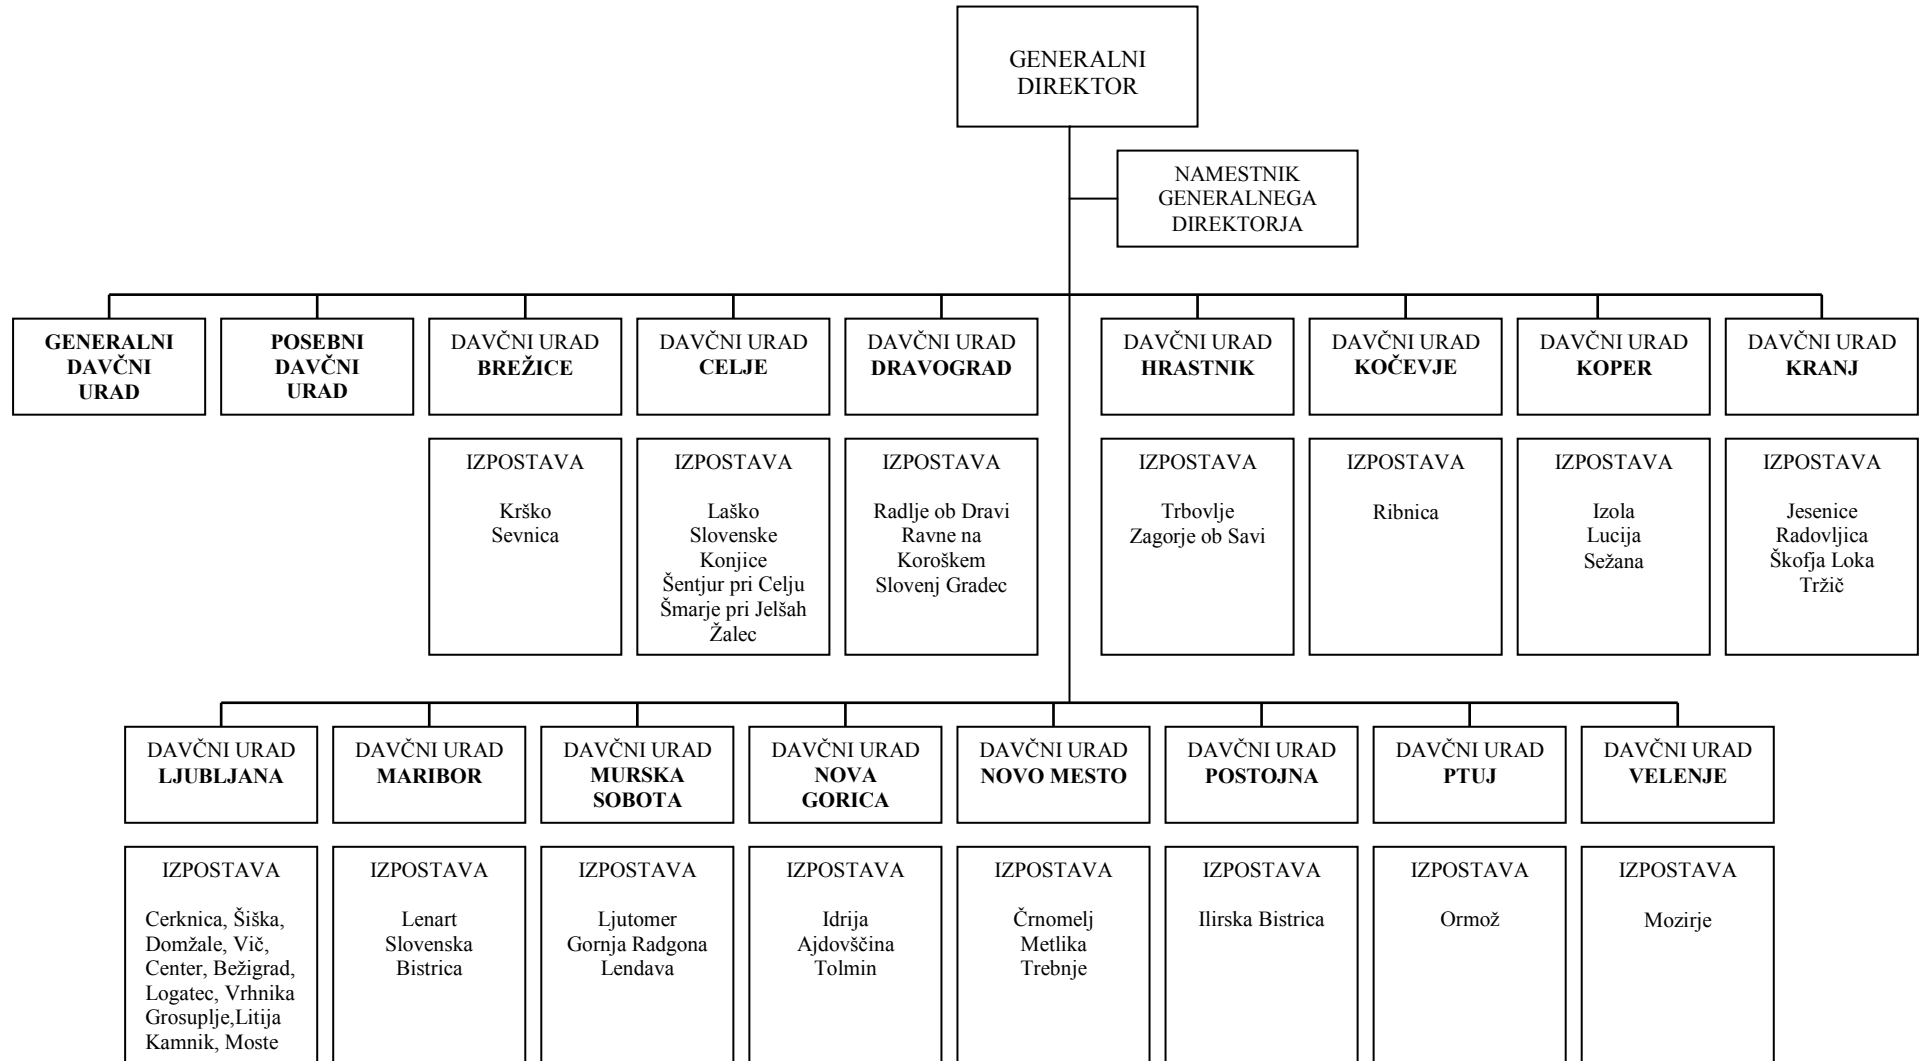 GENERALNI
DIREKTOR
NAMESTNIK
GENERALNEGA
DIREKTORJA
GENERALNI
DAVČNI
URAD
POSEBNI
DAVČNI
URAD
DAVČNI URAD
BREŽICE
DAVČNI URAD
CELJE
DAVČNI URAD
DRAVOGRAD
DAVČNI URAD
HRASTNIK
DAVČNI URAD
KOČEVJE
DAVČNI URAD
KOPER
DAVČNI URAD
KRANJ
IZPOSTAVA
Krško
Sevnica
IZPOSTAVA
Laško
Slovenske
Konjice
Šentjur pri Celju
Šmarje pri Jelšah
Žalec
IZPOSTAVA
Radlje ob Dravi
Ravne na
Koroškem
Slovenj Gradec
IZPOSTAVA
Trbovlje
Zagorje ob Savi
IZPOSTAVA
Ribnica
IZPOSTAVA
Izola
Lucija
Sežana
IZPOSTAVA
Jesenice
Radovljica
Škofja Loka
Tržič
DAVČNI URAD
LJUBLJANA
DAVČNI URAD
MARIBOR
DAVČNI URAD
MURSKA
SOBOTA
DAVČNI URAD
NOVA
GORICA
DAVČNI URAD
NOVO MESTO
DAVČNI URAD
POSTOJNA
DAVČNI URAD
PTUJ
DAVČNI URAD
VELENJE
IZPOSTAVA
Cerknica, Šiška,
Domžale, Vič,
Center, Bežigrad,
Logatec, Vrhnika
Grosuplje,Litija
Kamnik, Moste
IZPOSTAVA
Lenart
Slovenska
Bistrica
IZPOSTAVA
Ljutomer
Gornja Radgona
Lendava
IZPOSTAVA
Idrija
Ajdovščina
Tolmin
IZPOSTAVA
Črnomelj
Metlika
Trebnje
IZPOSTAVA
Ilirska Bistrica
IZPOSTAVA
Ormož
IZPOSTAVA
Mozirje